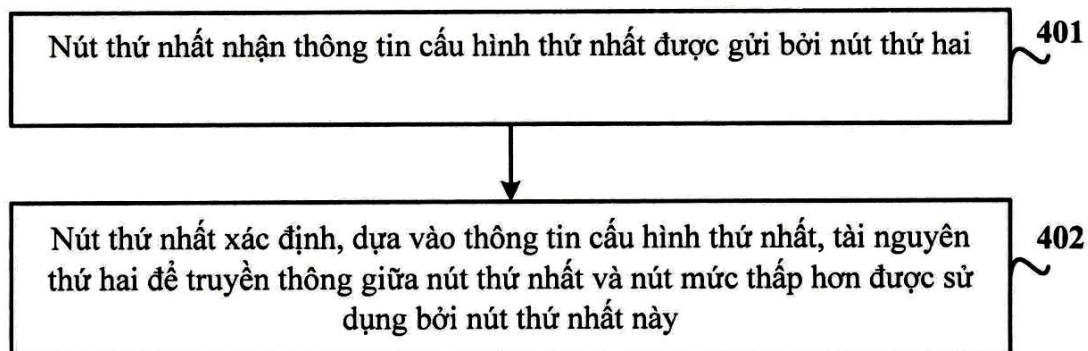 Nút thứ nhất nhận thông tin cấu hình thứ nhất được gửi bởi nút thứ hai
401
Nút thứ nhất xác định, dựa vào thông tin cấu hình thứ nhất, tài nguyên
thứ hai để truyền thông giữa nút thứ nhất và nút mức thấp hơn được sử
dụng bởi nút thứ nhất này
402